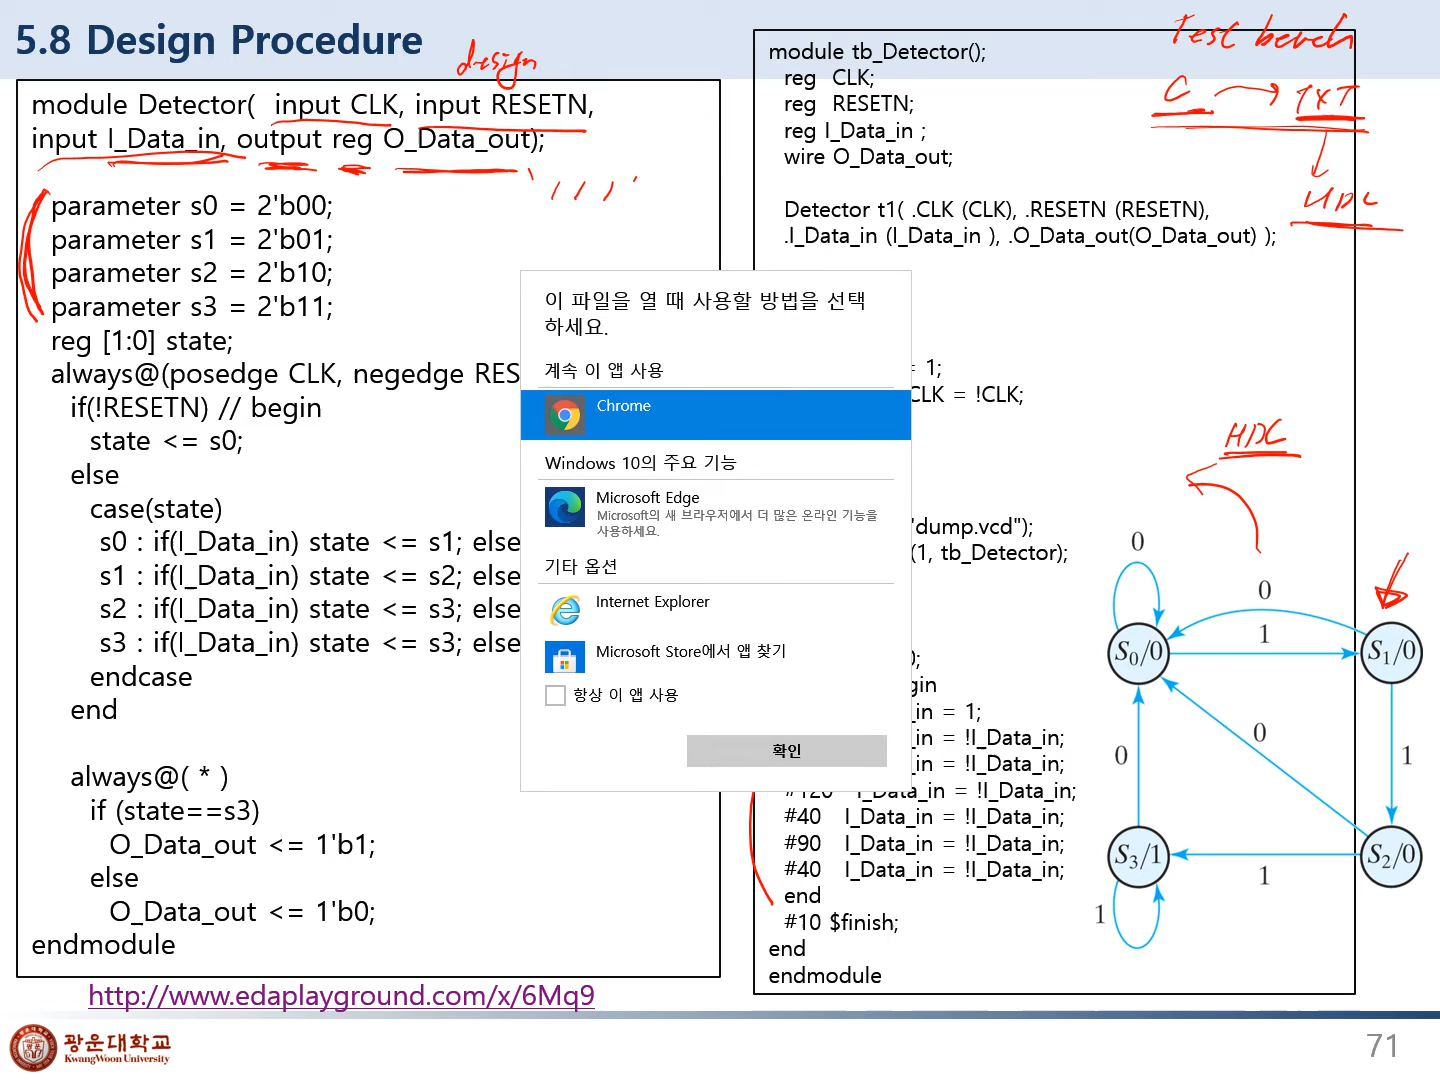 5.8 Design Procedure
design
module Detector( input CLK, input RESETN,
input I_Data_in, output reg O_Data_out);
parameter s0 = 2'b00;
parameter s1 = 2'b01;
parameter s2 = 2'b10;
parameter s3 = 2'b11;
reg [1:0] state;
always@(posedge CLK, negedge RES
if(!RESETN) // begin
state <= s0;
else
case(state)
s0 : if(I_Data_in) state <= s1; else
s1 : if(I_Data_in) state <= s2; else
s2 : if(I_Data_in) state <= s3; else
s3 : if(I_Data_in) state <= s3; else
endcase
end
always@( * )
if (state==s3)
O_Data_out <= 1'b1;
else
O_Data_out <= 1'b0;
endmodule
http://www.edaplayground.com/x/6Mq9
Test bench
C TXT
HDL
module tb_Detector();
reg CLK;
reg RESETN;
reg I_Data_in ;
wire O_Data_out;
Detector t1( .CLK (CLK), .RESETN (RESETN),
.I_Data_in (I_Data_in ), .O_Data_out(O_Data_out) );
= 1;
CLK = !CLK;
"dump.vcd");
(1, tb_Detector);
0;
gin
_in = 1;
_in = !I_Data_in;
_in = !I_Data_in;
#120 I_Data_in = !I_Data_in;
#40 I_Data_in = !I_Data_in;
#90 I_Data_in = !I_Data_in;
#40 I_Data_in = !I_Data_in;
end
#10 $finish;
end
endmodule
이 파일을 열 때 사용할 방법을 선택
하세요.
계속 이 앱 사용
Chrome
Windows 10의 주요 기능
Microsoft Edge
Microsoft의 새 브라우저에서 더 많은 온라인 기능을
사용하세요.
기타 옵션
Internet Explorer
Microsoft Store에서 앱 찾기
항상 이 앱 사용
확인
HDL
0
0
1
S0/0
S1/0
0
0
1
S3/1
S2/0
1
1
광운대학교
KwangWoon University
71